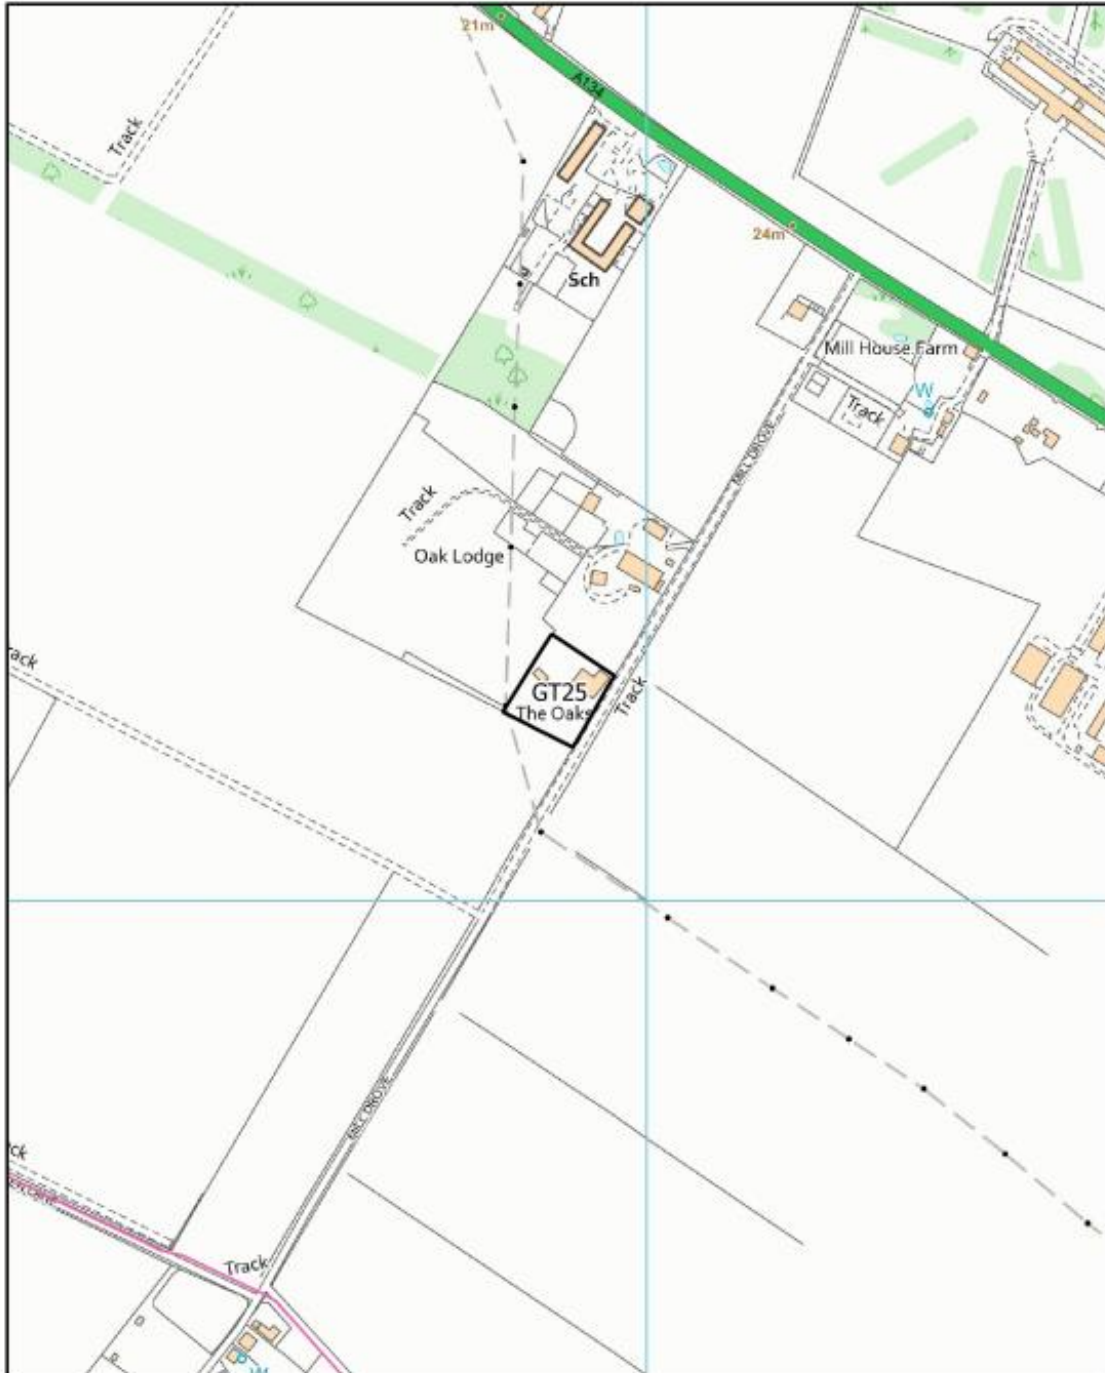 21m
A134
Track
24m
Sch
Mill House Farm
W
Track
MILL DROVE
Track
Oak Lodge
Track
GT25
The Oaks
MILL DROVE
Track
W